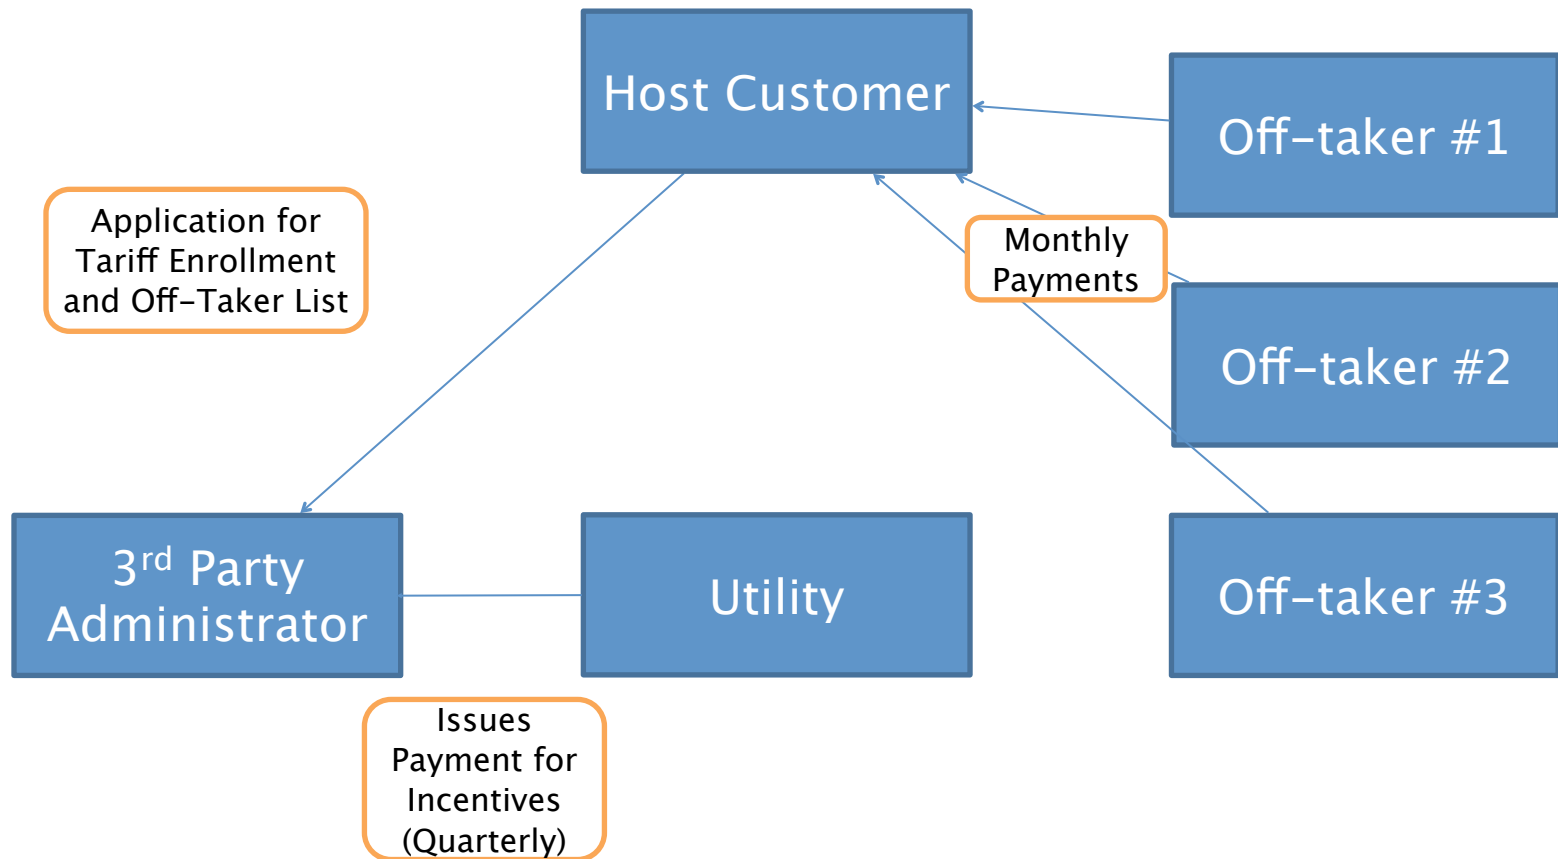 Host Customer
Off-taker #1
Application for
Tariff Enrollment
and Off-Taker List
Monthly
Payments
Off-taker #2
3rd Party
Administrator
Utility
Off-taker #3
Issues
Payment for
Incentives
(Quarterly)